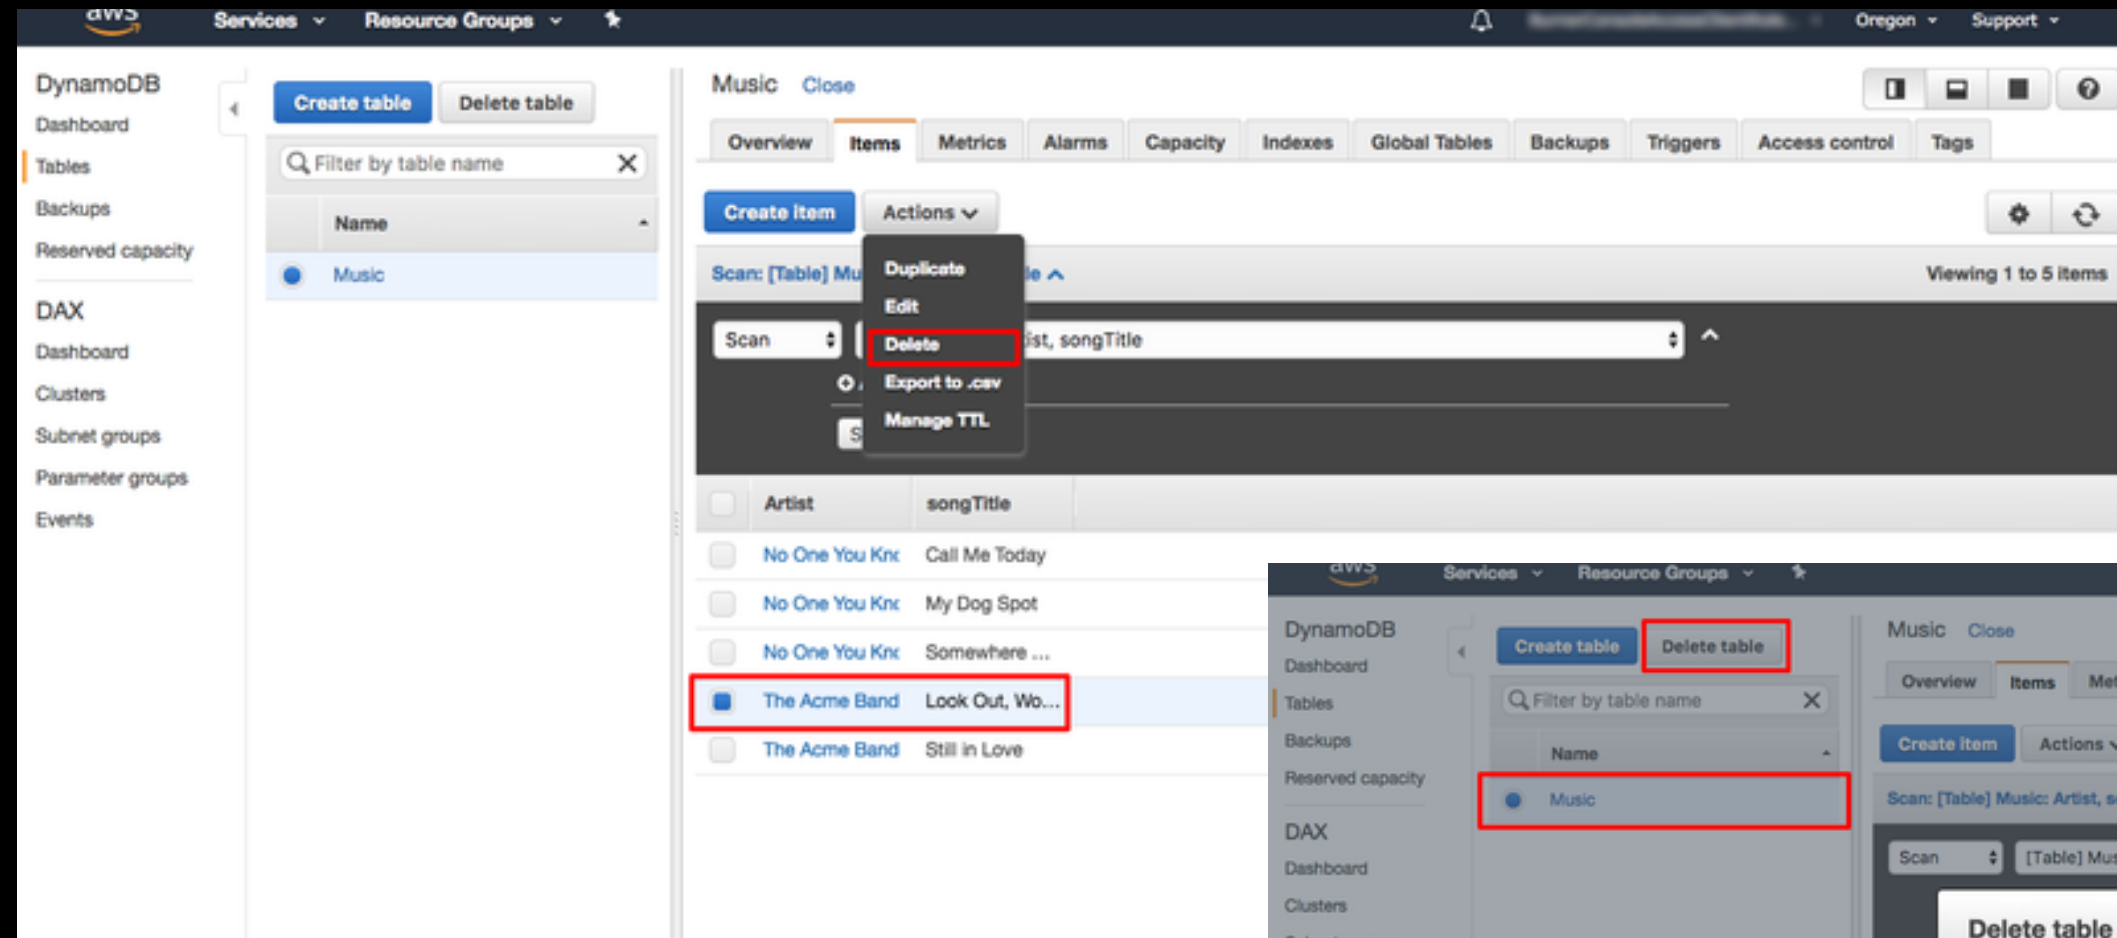 aws Services Resource Groups Oregon Support
DynamoDB
Dashboard
Tables
Backups
Reserved capacity
DAX
Dashboard
Clusters
Subnet groups
Parameter groups
Events
Create table Delete table
Filter by table name
Name
Music
Music Close
Overview Items Metrics Alarms Capacity Indexes Global Tables Backups Triggers Access control Tags
Create item Actions
Scan: [Table] Mu
Viewing 1 to 5 items
Duplicate
Edit
Delete
Export to .csv
Manage TTL
Scan ist, songTitle
Artist songTitle
No One You Knc Call Me Today
No One You Knc My Dog Spot
No One You Knc Somewhere ...
The Acme Band Look Out, Wo...
The Acme Band Still in Love
aws Services Resource Groups
DynamoDB
Dashboard
Tables
Backups
Reserved capacity
DAX
Dashboard
Clusters
Create table Delete table
Filter by table name
Name
Music
Music Close
Overview Items Met
Create item Actions
Scan: [Table] Music: Artist, s
Scan [Table] Mus
Delete table